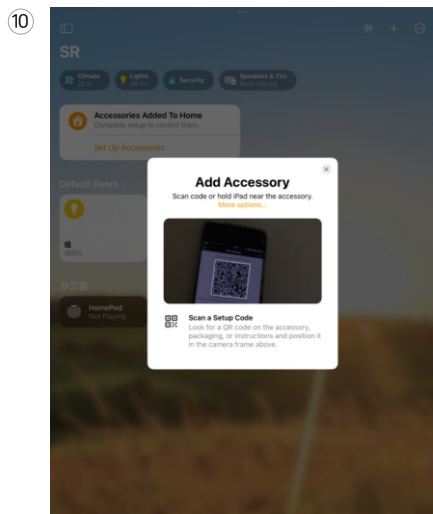 ⑩
SR
Climate
Lights
Security
Speakers & TVs
Accessories Added To Home
Complete setup to control them.
Set Up Accessories
Default Room
100%
办公室
HomePod
Not Playing
Add Accessory
Scan code or hold iPad near the accessory.
More options...
Scan a Setup Code
Look for a QR code on the accessory,
packaging, or instructions and position it
in the camera frame above.